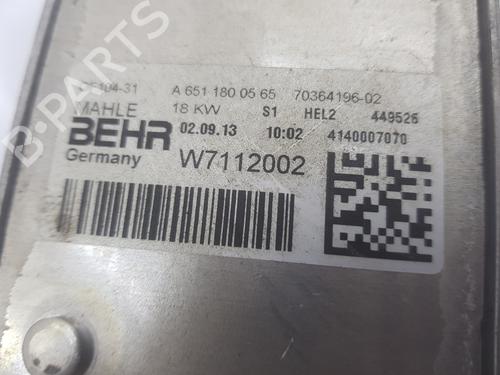 A 651 180 05 65 70364196-02
MAHLE 18 KW S1 HEL2 449526
BEHR 02.09.13 10:02 4140007070
Germany W7112002
B-PARTS